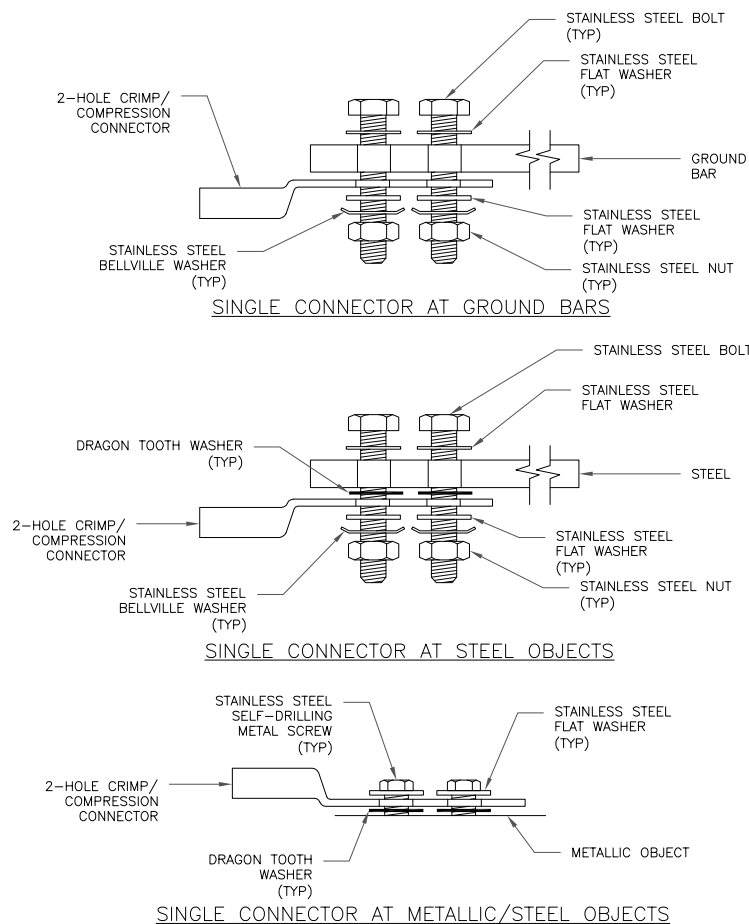 STAINLESS STEEL BOLT
(TYP)
STAINLESS STEEL
FLAT WASHER
(TYP)
2-HOLE CRIMP/
COMPRESSION
CONNECTOR
GROUND
BAR
STAINLESS STEEL
FLAT WASHER
(TYP)
STAINLESS STEEL
BELLVILLE WASHER
(TYP)
STAINLESS STEEL NUT
(TYP)
SINGLE CONNECTOR AT GROUND BARS
STAINLESS STEEL BOLT
STAINLESS STEEL
FLAT WASHER
DRAGON TOOTH WASHER
(TYP)
STEEL
2-HOLE CRIMP/
COMPRESSION
CONNECTOR
STAINLESS STEEL
FLAT WASHER
(TYP)
STAINLESS STEEL
BELLVILLE WASHER
(TYP)
STAINLESS STEEL NUT
(TYP)
SINGLE CONNECTOR AT STEEL OBJECTS
STAINLESS STEEL
SELF-DRILLING
METAL SCREW
(TYP)
STAINLESS STEEL
FLAT WASHER
(TYP)
2-HOLE CRIMP/
COMPRESSION
CONNECTOR
METALLIC OBJECT
DRAGON TOOTH
WASHER
(TYP)
SINGLE CONNECTOR AT METALLIC/STEEL OBJECTS